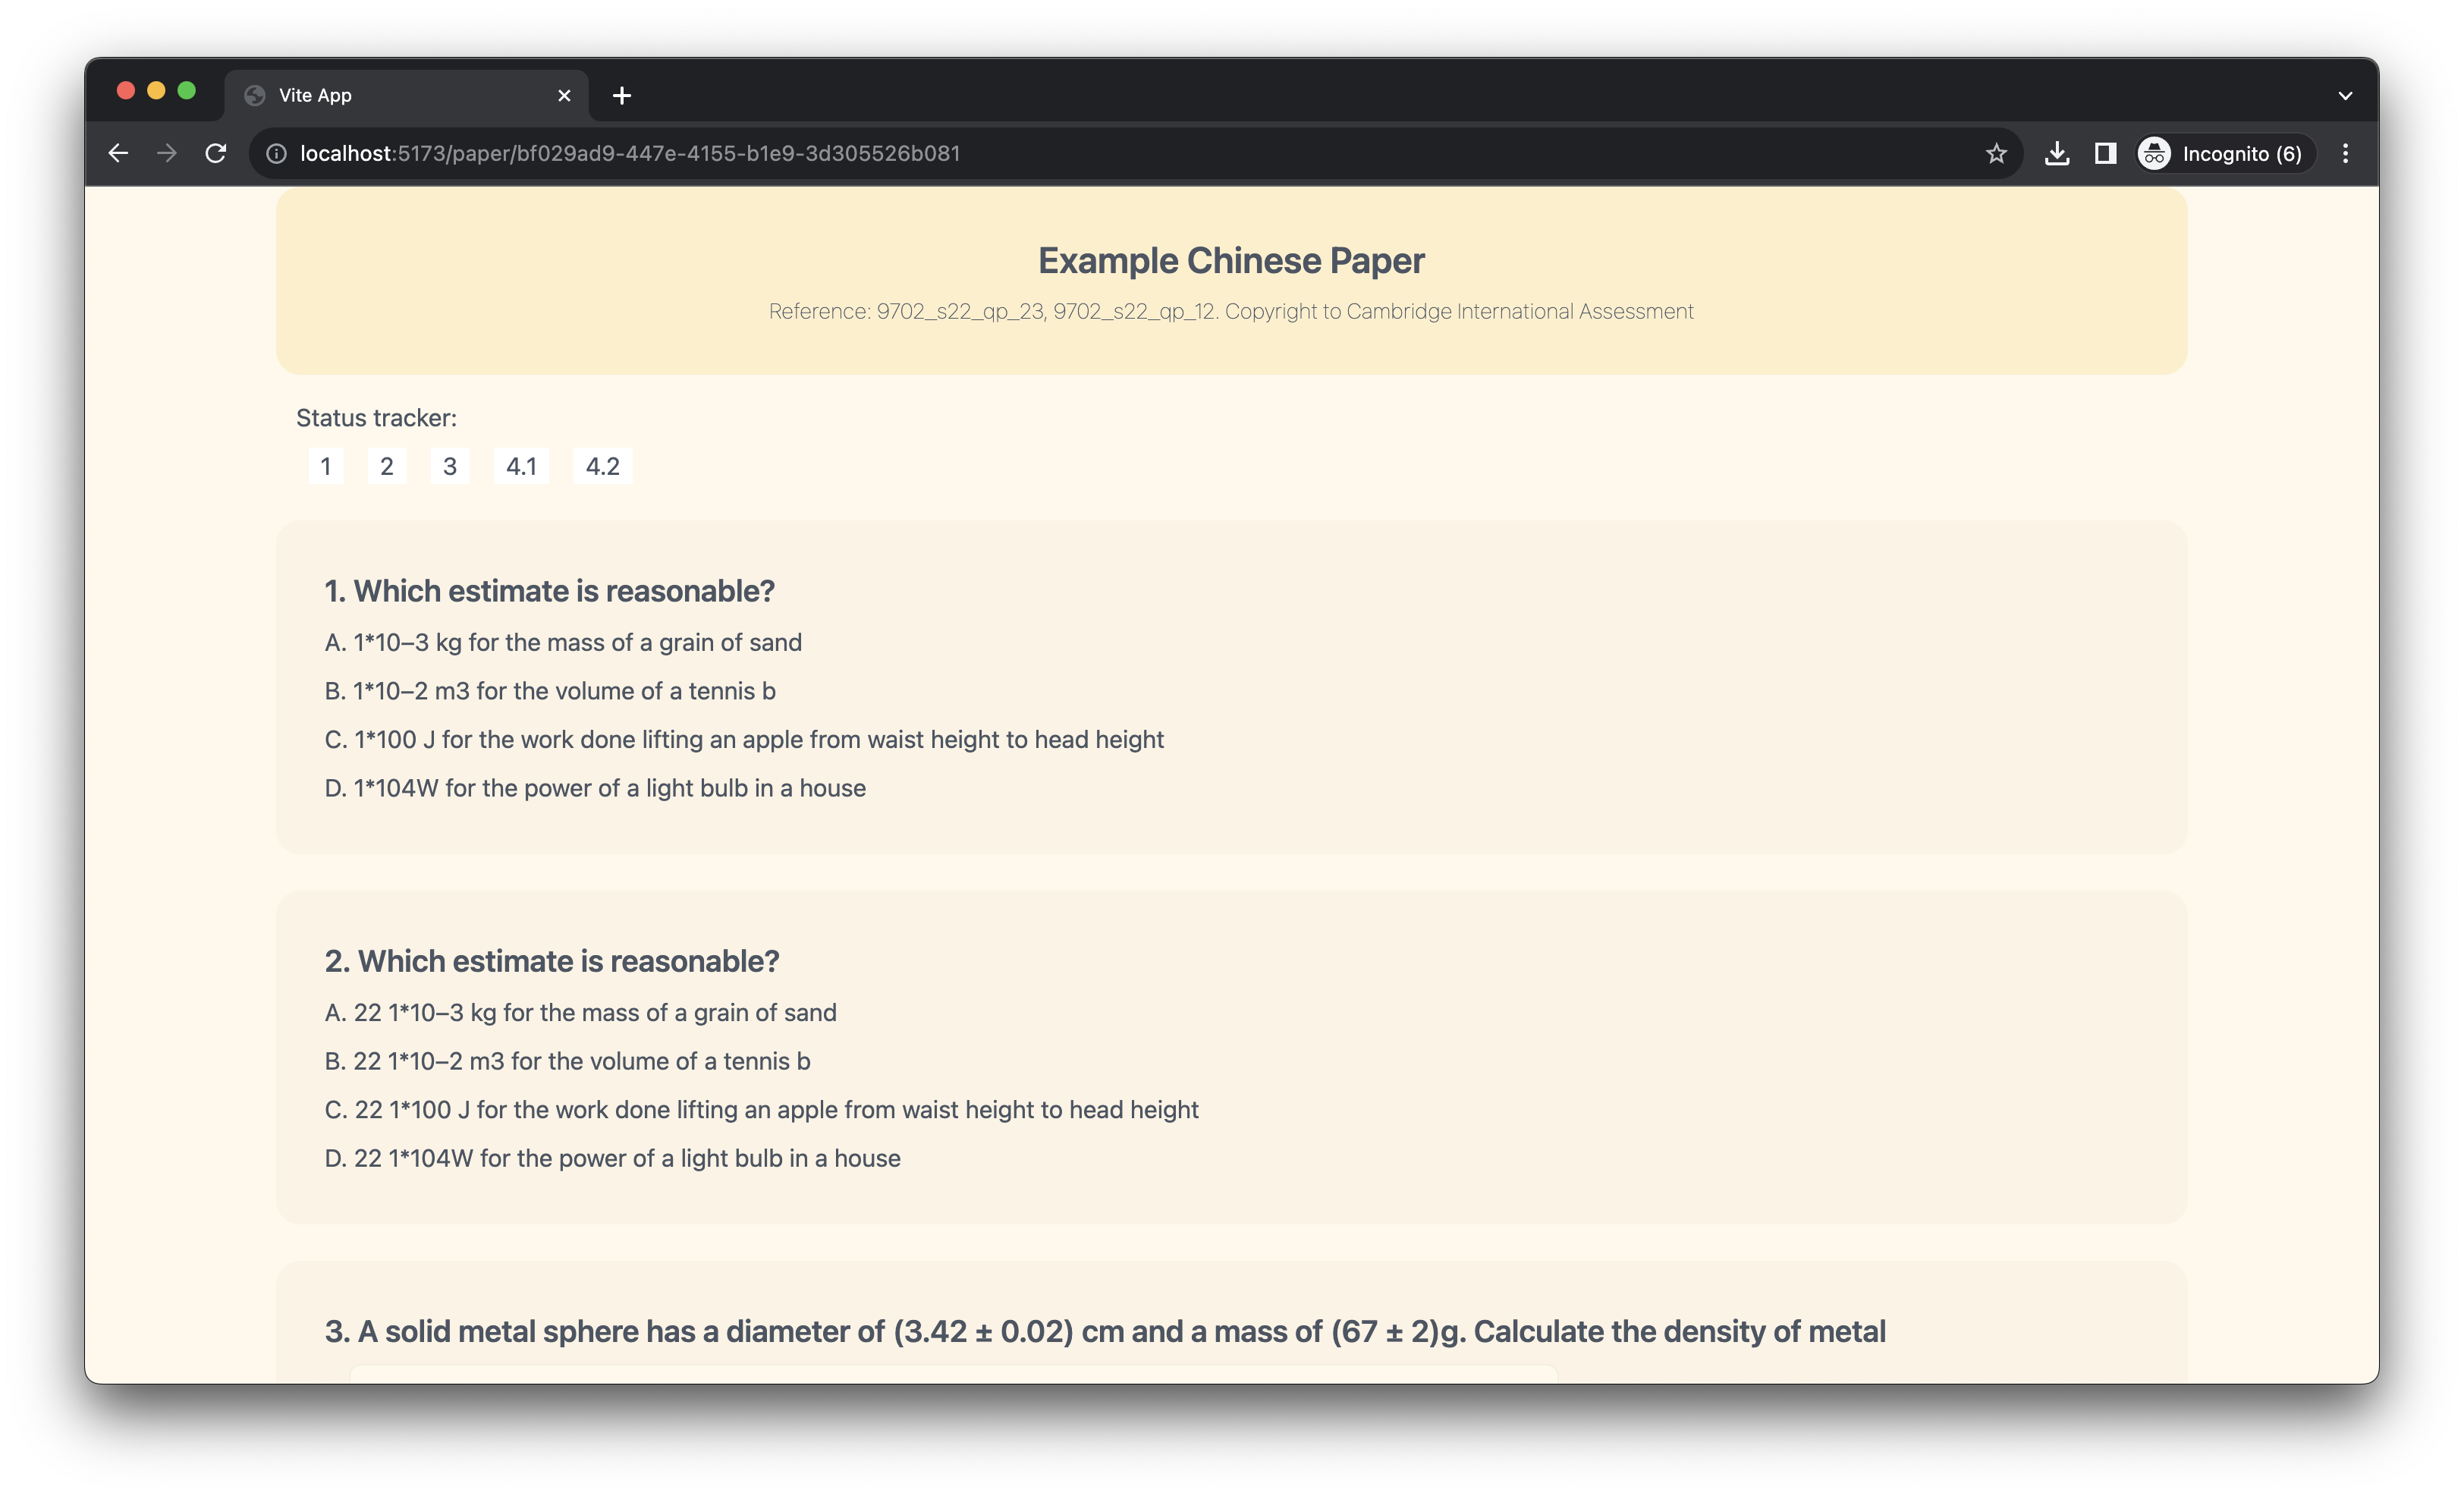 Vite App
localhost:5173/paper/bf029ad9-447e-4155-b1e9-3d305526b081
Incognito (6)
Example Chinese Paper
Reference: 9702_s22_qp_23, 9702_s22_qp_12. Copyright to Cambridge International Assessment
Status tracker:
1 2 3 4.1 4.2
1. Which estimate is reasonable?
A. 1*10–3 kg for the mass of a grain of sand
B. 1*10–2 m3 for the volume of a tennis b
C. 1*100 J for the work done lifting an apple from waist height to head height
D. 1*104W for the power of a light bulb in a house
2. Which estimate is reasonable?
A. 22 1*10–3 kg for the mass of a grain of sand
B. 22 1*10–2 m3 for the volume of a tennis b
C. 22 1*100 J for the work done lifting an apple from waist height to head height
D. 22 1*104W for the power of a light bulb in a house
3. A solid metal sphere has a diameter of (3.42 ± 0.02) cm and a mass of (67 ± 2)g. Calculate the density of metal